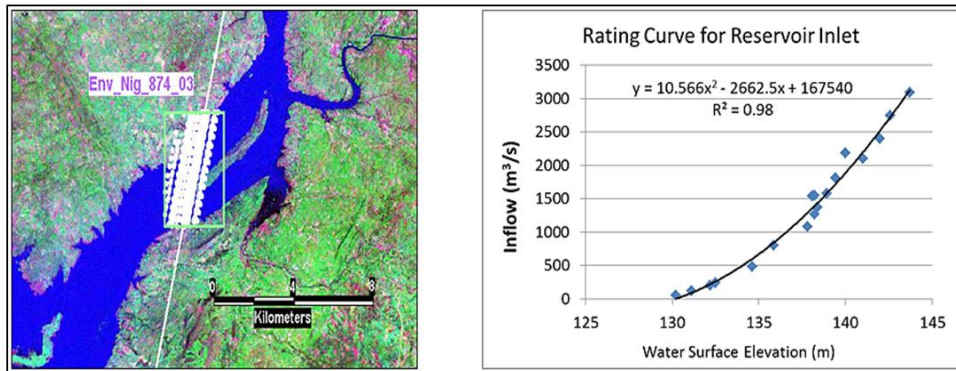 Env_Nig_874_03
0 4 8
Kilometers
Rating Curve for Reservoir Inlet
y = 10.566x² - 2662.5x + 167540
R² = 0.98
Inflow (m³/s)
3500
3000
2500
2000
1500
1000
500
0
125 130 135 140 145
Water Surface Elevation (m)